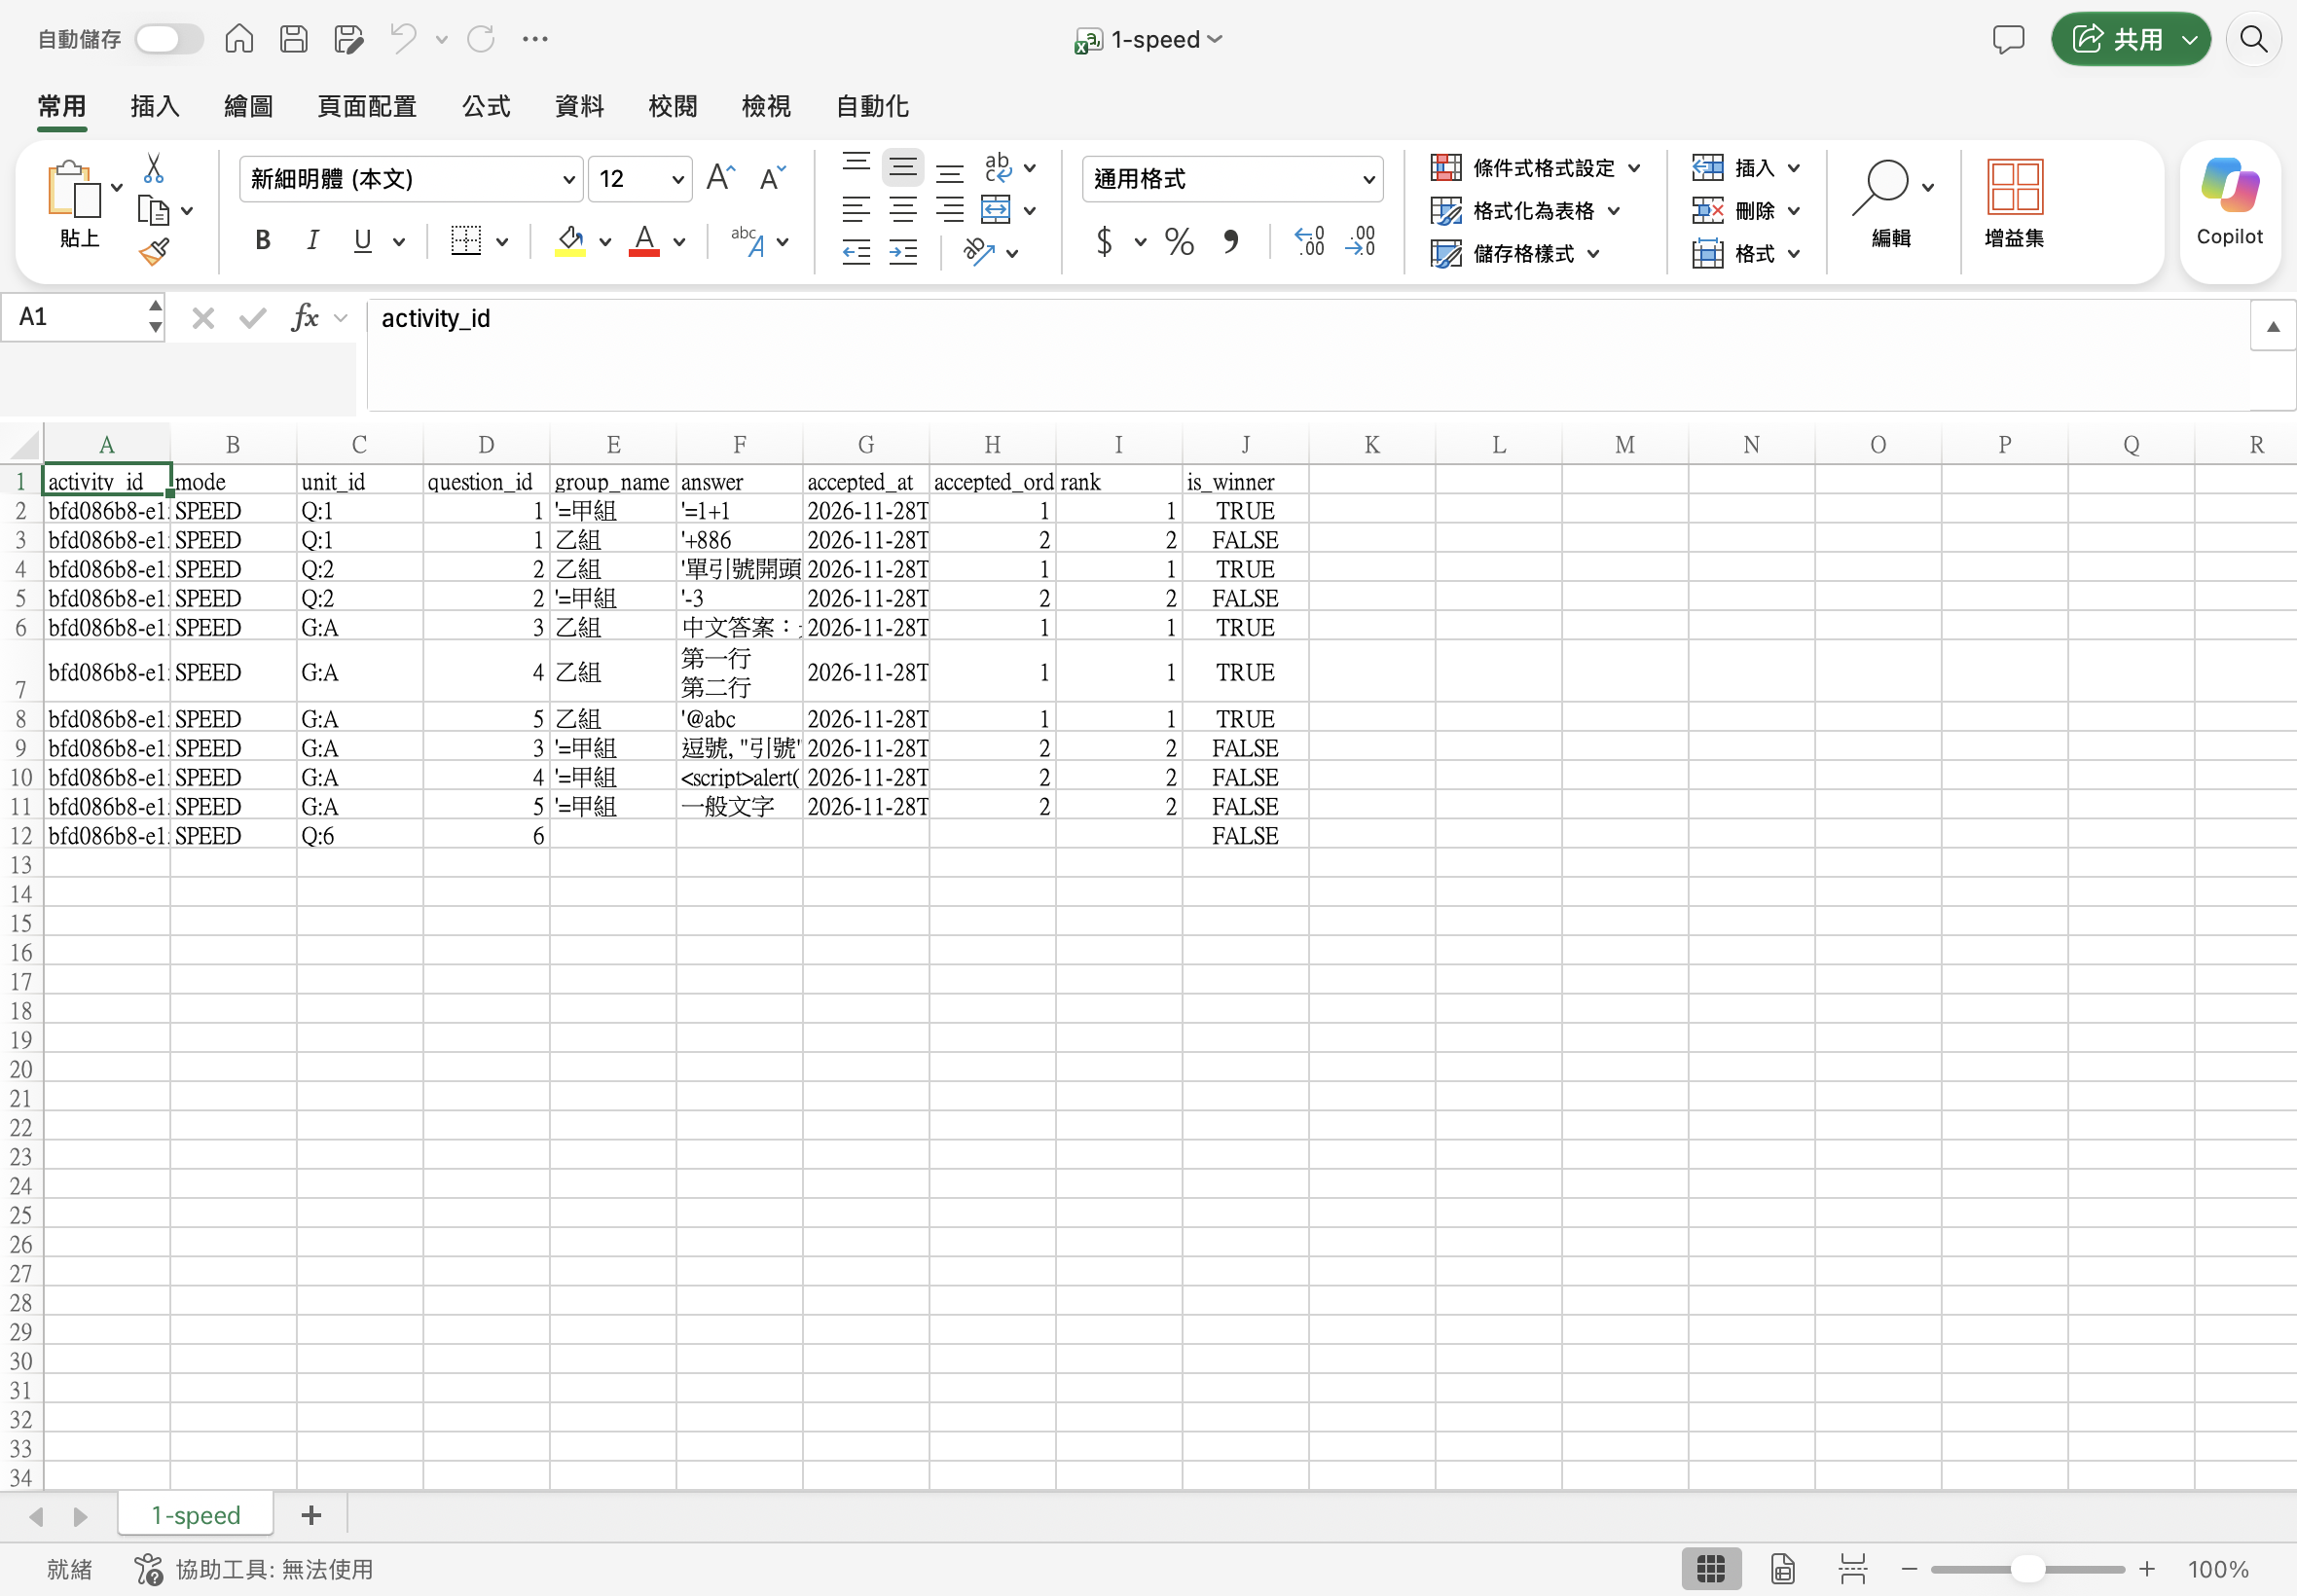 自動儲存
1-speed
共用
常用 插入 繪圖 頁面配置 公式 資料 校閱 檢視 自動化
貼上
新細明體 (本文) 12
B I U
通用格式
條件式格式設定
格式化為表格
儲存格樣式
插入
刪除
格式
編輯
增益集
Copilot
A1 fx activity_id
A B C D E F G H I J K L M N O P Q R
1 activity_id mode unit_id question_id group_name answer accepted_at accepted_ord rank is_winner
2 bfd086b8-e1 SPEED Q:1 1 '=甲組 '=1+1 2026-11-28T 1 1 TRUE
3 bfd086b8-e1 SPEED Q:1 1 乙組 '+886 2026-11-28T 2 2 FALSE
4 bfd086b8-e1 SPEED Q:2 2 乙組 '單引號開頭 2026-11-28T 1 1 TRUE
5 bfd086b8-e1 SPEED Q:2 2 '=甲組 '-3 2026-11-28T 2 2 FALSE
6 bfd086b8-e1 SPEED G:A 3 乙組 中文答案： 2026-11-28T 1 1 TRUE
7 bfd086b8-e1 SPEED G:A 4 乙組 第一行
第二行 2026-11-28T 1 1 TRUE
8 bfd086b8-e1 SPEED G:A 5 乙組 '@abc 2026-11-28T 1 1 TRUE
9 bfd086b8-e1 SPEED G:A 3 '=甲組 逗號, "引號" 2026-11-28T 2 2 FALSE
10 bfd086b8-e1 SPEED G:A 4 '=甲組 <script>alert( 2026-11-28T 2 2 FALSE
11 bfd086b8-e1 SPEED G:A 5 '=甲組 一般文字 2026-11-28T 2 2 FALSE
12 bfd086b8-e1 SPEED Q:6 6 FALSE
13
14
15
16
17
18
19
20
21
22
23
24
25
26
27
28
29
30
31
32
33
34
1-speed +
就緒 協助工具: 無法使用 100%